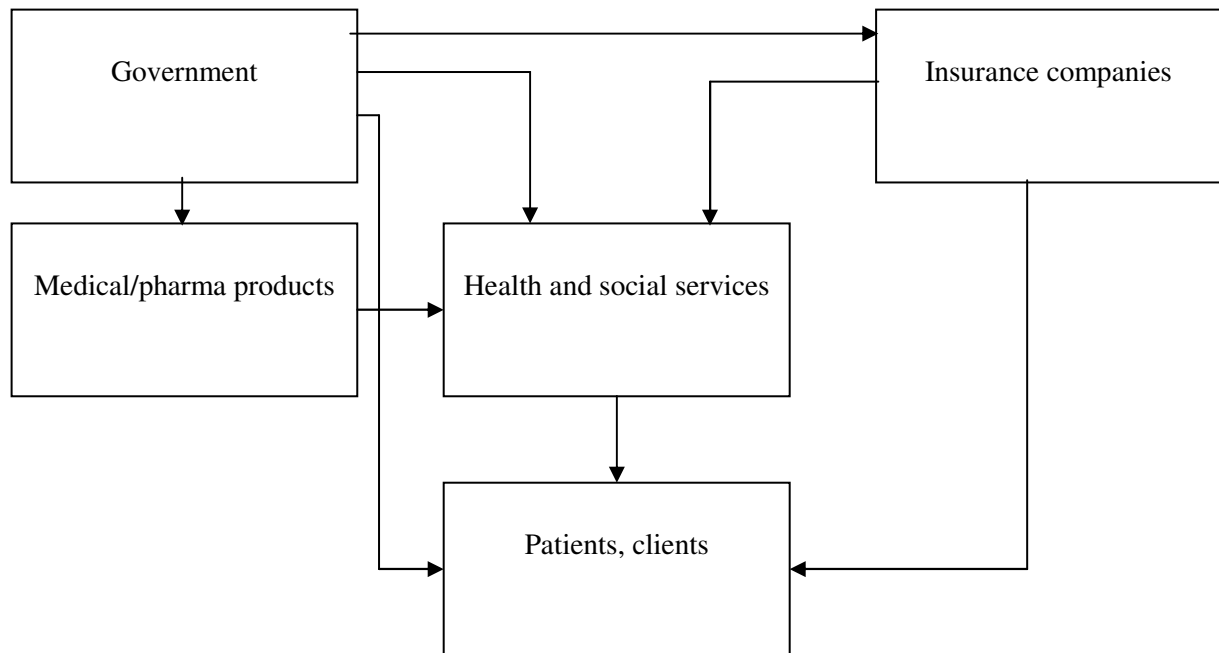 Government
Insurance companies
Medical/pharma products
Health and social services
Patients, clients